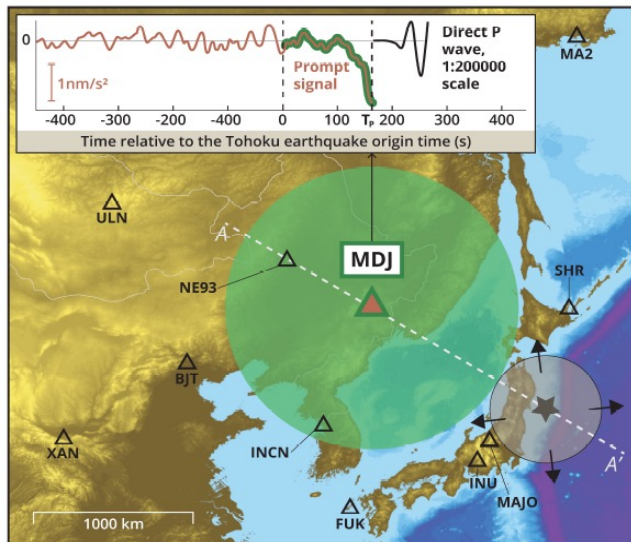 0
1nm/s²
Prompt
signal
Direct P
wave,
1:200000
scale
-400 -300 -200 -100 0 100 Tₚ 200 300 400
Time relative to the Tohoku earthquake origin time (s)
MA2
ULN
A
NE93
MDJ
SHR
BJT
XAN
INCN
INU
MAJO
A'
FUK
1000 km